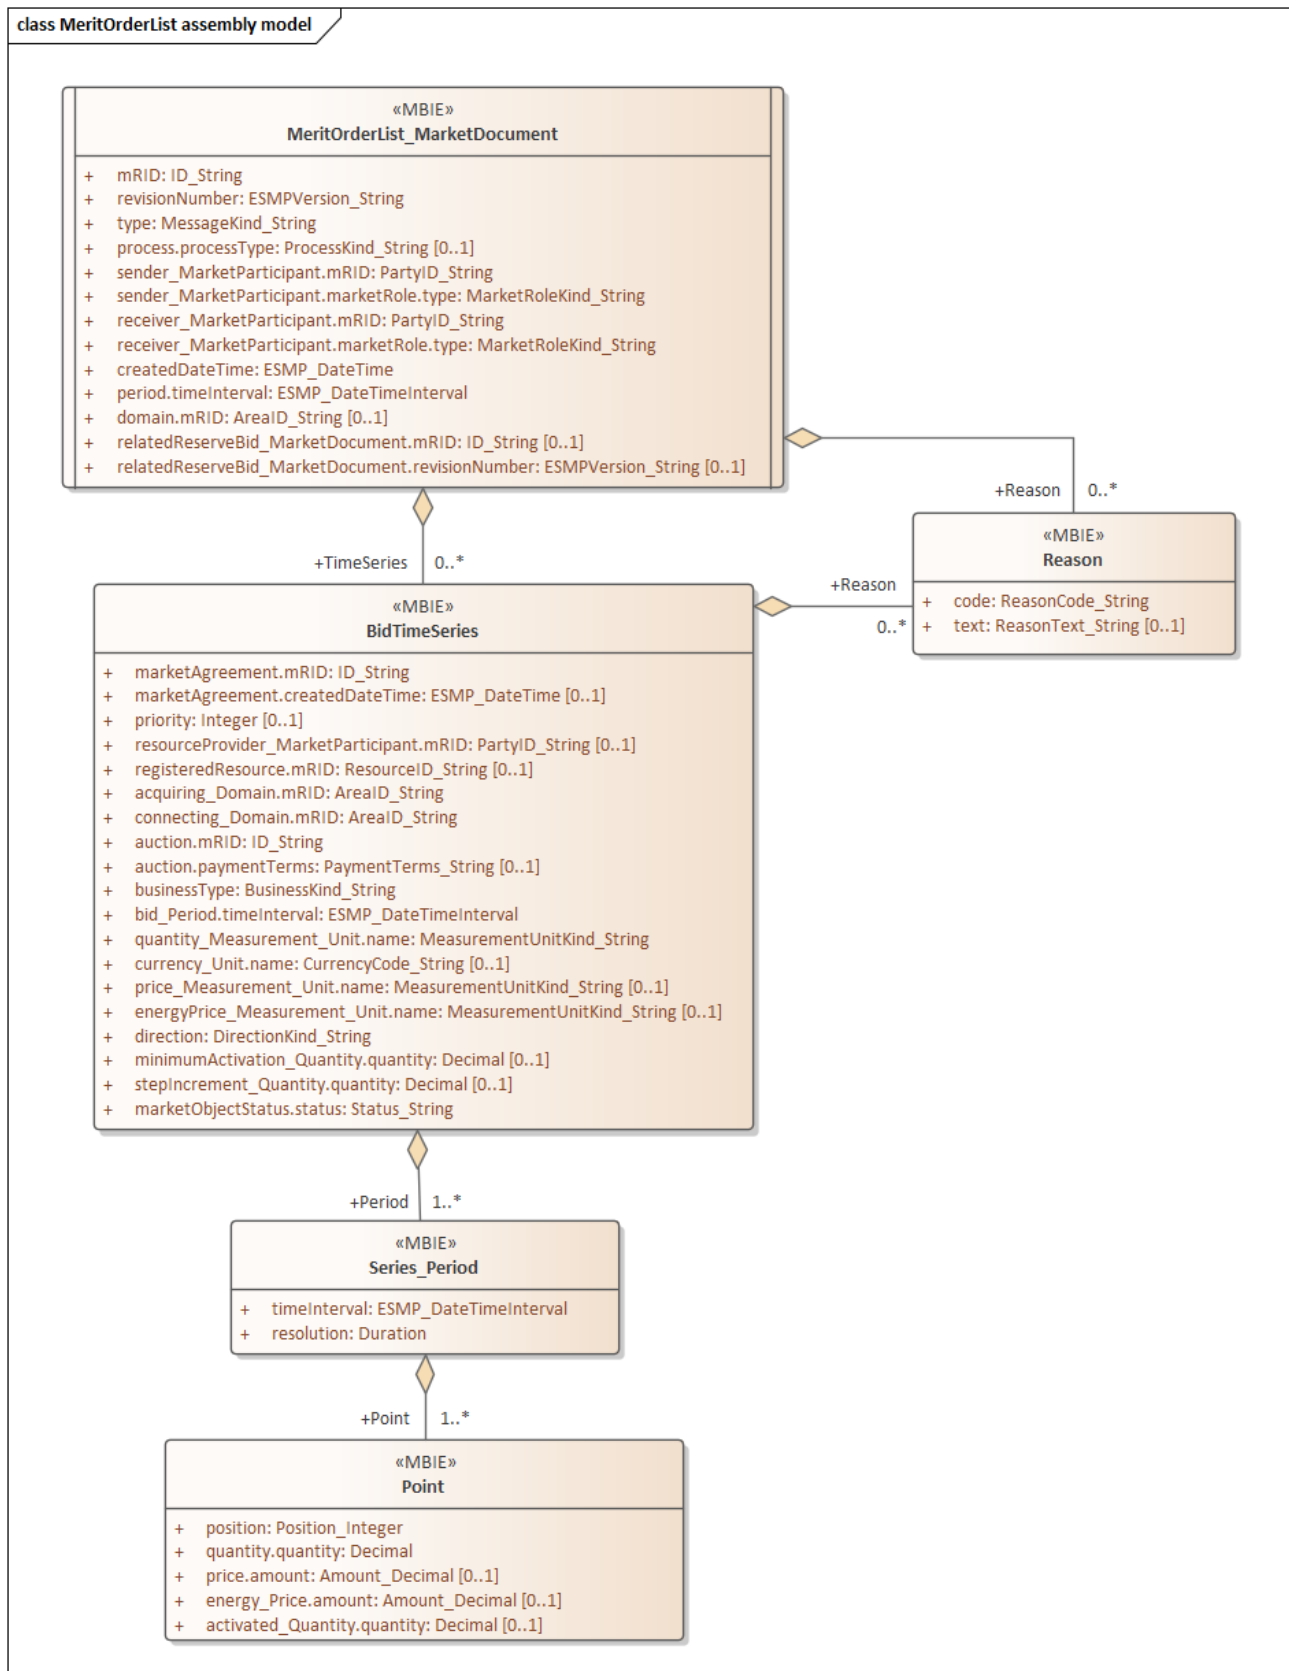 class MeritOrderList assembly model
«MBIE»
MeritOrderList_MarketDocument
+ mRID: ID_String
+ revisionNumber: ESMPVersion_String
+ type: MessageKind_String
+ process.processType: ProcessKind_String [0..1]
+ sender_MarketParticipant.mRID: PartyID_String
+ sender_MarketParticipant.marketRole.type: MarketRoleKind_String
+ receiver_MarketParticipant.mRID: PartyID_String
+ receiver_MarketParticipant.marketRole.type: MarketRoleKind_String
+ createdDateTime: ESMP_DateTime
+ period.timeInterval: ESMP_DateTimeInterval
+ domain.mRID: AreaID_String [0..1]
+ relatedReserveBid_MarketDocument.mRID: ID_String [0..1]
+ relatedReserveBid_MarketDocument.revisionNumber: ESMPVersion_String [0..1]
+Reason 0..*
«MBIE»
Reason
+ code: ReasonCode_String
+ text: ReasonText_String [0..1]
+TimeSeries 0..*
+Reason
0..*
«MBIE»
BidTimeSeries
+ marketAgreement.mRID: ID_String
+ marketAgreement.createdDateTime: ESMP_DateTime [0..1]
+ priority: Integer [0..1]
+ resourceProvider_MarketParticipant.mRID: PartyID_String [0..1]
+ registeredResource.mRID: ResourceID_String [0..1]
+ acquiring_Domain.mRID: AreaID_String
+ connecting_Domain.mRID: AreaID_String
+ auction.mRID: ID_String
+ auction.paymentTerms: PaymentTerms_String [0..1]
+ businessType: BusinessKind_String
+ bid_Period.timeInterval: ESMP_DateTimeInterval
+ quantity_Measurement_Unit.name: MeasurementUnitKind_String
+ currency_Unit.name: CurrencyCode_String [0..1]
+ price_Measurement_Unit.name: MeasurementUnitKind_String [0..1]
+ energyPrice_Measurement_Unit.name: MeasurementUnitKind_String [0..1]
+ direction: DirectionKind_String
+ minimumActivation_Quantity.quantity: Decimal [0..1]
+ stepIncrement_Quantity.quantity: Decimal [0..1]
+ marketObjectStatus.status: Status_String
+Period 1..*
«MBIE»
Series_Period
+ timeInterval: ESMP_DateTimeInterval
+ resolution: Duration
+Point 1..*
«MBIE»
Point
+ position: Position_Integer
+ quantity.quantity: Decimal
+ price.amount: Amount_Decimal [0..1]
+ energy_Price.amount: Amount_Decimal [0..1]
+ activated_Quantity.quantity: Decimal [0..1]